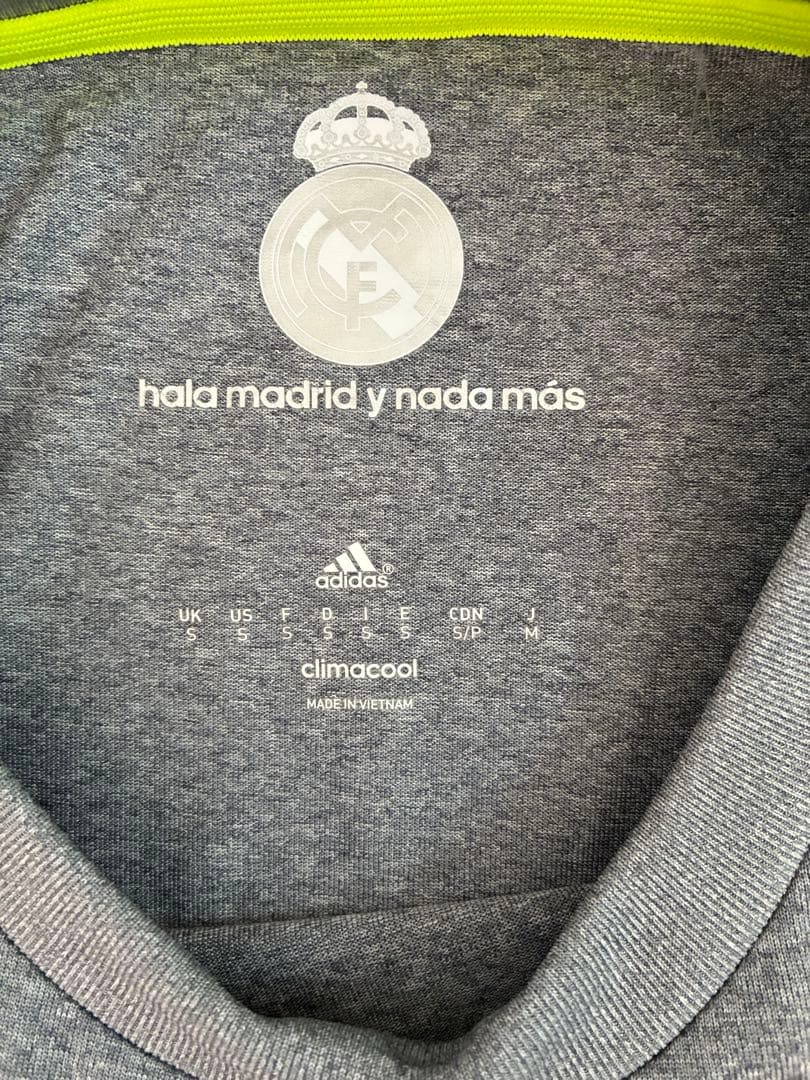 hala madrid y nada más
adidas®
UK US F D I E CDN J
S S S S S S S/P M
climacool
MADE IN VIETNAM